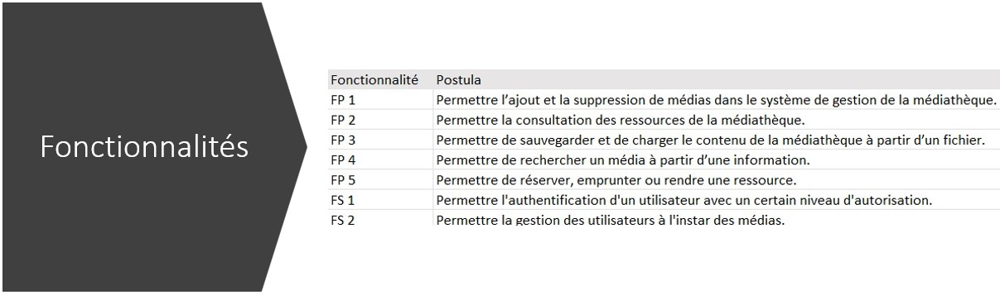 Fonctionnalités
Fonctionnalité Postula
FP 1 Permettre l’ajout et la suppression de médias dans le système de gestion de la médiathèque.
FP 2 Permettre la consultation des ressources de la médiathèque.
FP 3 Permettre de sauvegarder et de charger le contenu de la médiathèque à partir d’un fichier.
FP 4 Permettre de rechercher un média à partir d’une information.
FP 5 Permettre de réserver, emprunter ou rendre une ressource.
FS 1 Permettre l'authentification d'un utilisateur avec un certain niveau d'autorisation.
FS 2 Permettre la gestion des utilisateurs à l'instar des médias.